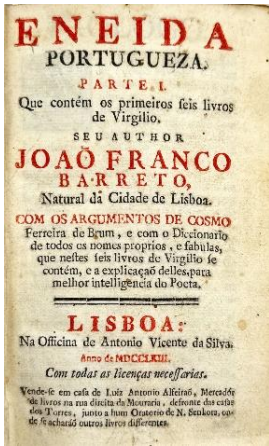 ENEIDA
PORTUGUEZA.
PARTE I.
Que contém os primeiros seis livros
de Virgilio,
SEU AUTHOR
JOAÕ FRANCO
BARRETO,
Natural da Cidade de Lisboa.
COM OS ARGUMENTOS DE COSMO
Ferreira de Brum, e com o Diccionario
de todos os nomes proprios, e fabulas,
que nestes seis livros de Virgilio se
contém, e a explicaçaõ delles, para
melhor intelligencia do Poeta.
LISBOA:
Na Officina de Antonio Vicente da Silva.
Anno de MDCCLXIII.
Com todas as licenças necessarias.
Vende-se em casa de Luiz Antonio Alfeiraõ, Mercador
de livros na rua direita da Mouraria, defronte das casas
dos Torres, junto a hum Oratorio de N. Senhora, on-
de se acharáõ outros livros differentes.